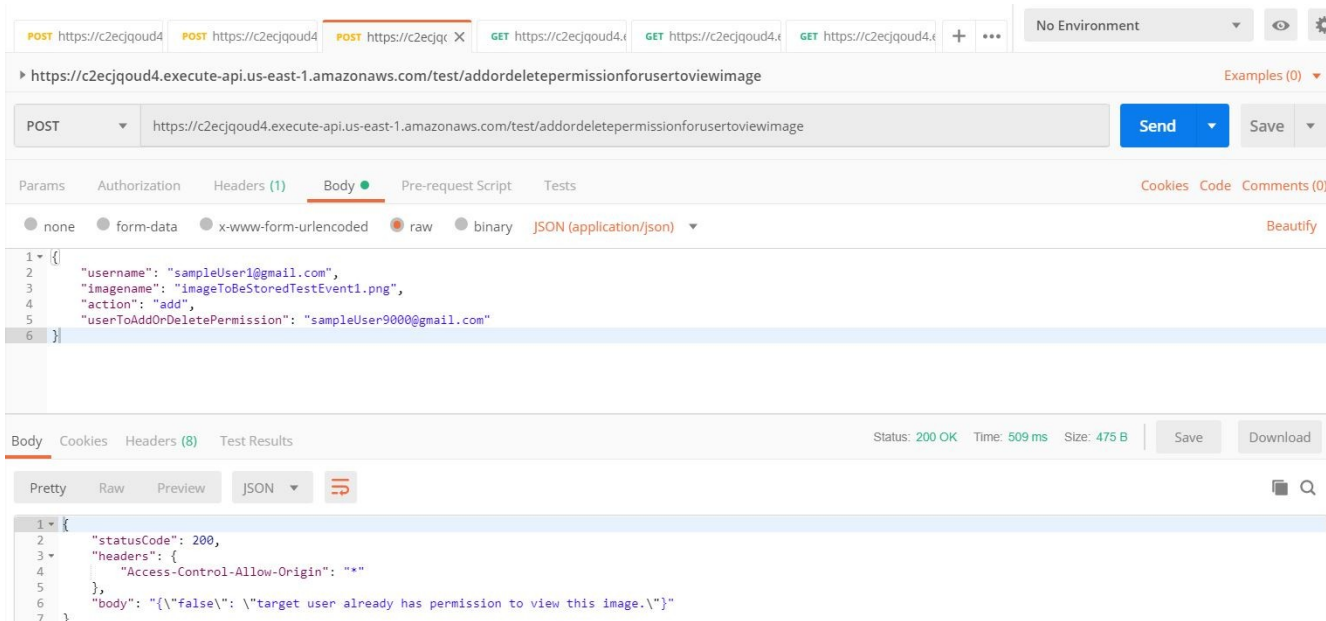 POST https://c2ecjqoud4 POST https://c2ecjqoud4 POST https://c2ecjqc X GET https://c2ecjqoud4.e GET https://c2ecjqoud4.e GET https://c2ecjqoud4.e + ••• No Environment
https://c2ecjqoud4.execute-api.us-east-1.amazonaws.com/test/addordeletepermissionforusertoviewimage Examples (0)
POST https://c2ecjqoud4.execute-api.us-east-1.amazonaws.com/test/addordeletepermissionforusertoviewimage Send Save
Params Authorization Headers (1) Body Pre-request Script Tests Cookies Code Comments (0)
none form-data x-www-form-urlencoded raw binary JSON (application/json) Beautify
1 {
2 "username": "sampleUser1@gmail.com",
3 "imagename": "imageToBeStoredTestEvent1.png",
4 "action": "add",
5 "userToAddOrDeletePermission": "sampleUser9000@gmail.com"
6 }
Body Cookies Headers (8) Test Results Status: 200 OK Time: 509 ms Size: 475 B Save Download
Pretty Raw Preview JSON
1 {
2 "statusCode": 200,
3 "headers": {
4 "Access-Control-Allow-Origin": "*"
5 },
6 "body": "{\"false\": \"target user already has permission to view this image.\"}"
7 }